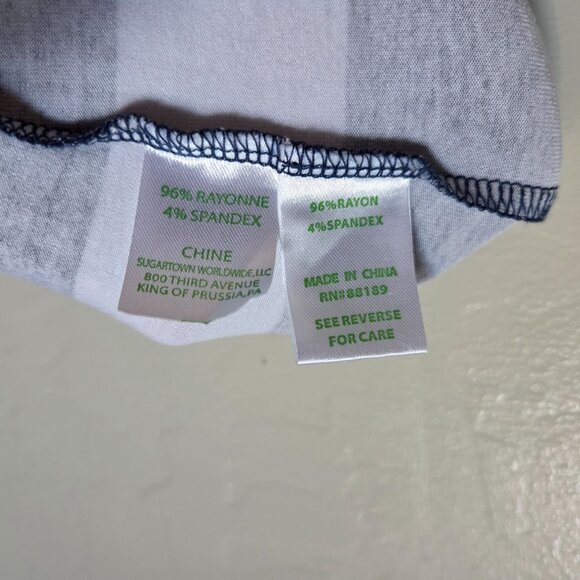 96% RAYONNE
4% SPANDEX
CHINE
SUGARTOWN WORLDWIDE, LLC
800 THIRD AVENUE
KING OF PRUSSIA, PA
96%RAYON
4%SPANDEX
MADE IN CHINA
RN#88189
SEE REVERSE
FOR CARE